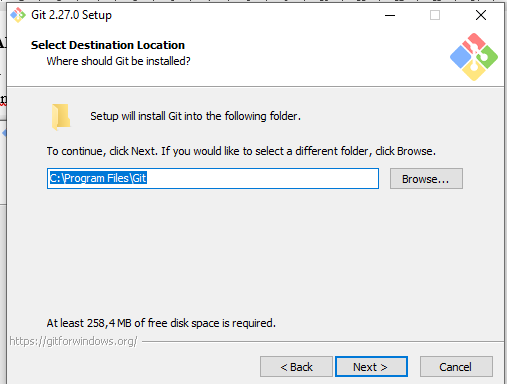 Git 2.27.0 Setup
Select Destination Location
Where should Git be installed?
Setup will install Git into the following folder.
To continue, click Next. If you would like to select a different folder, click Browse.
C:\Program Files\Git
Browse...
At least 258,4 MB of free disk space is required.
https://gitforwindows.org/
< Back
Next >
Cancel